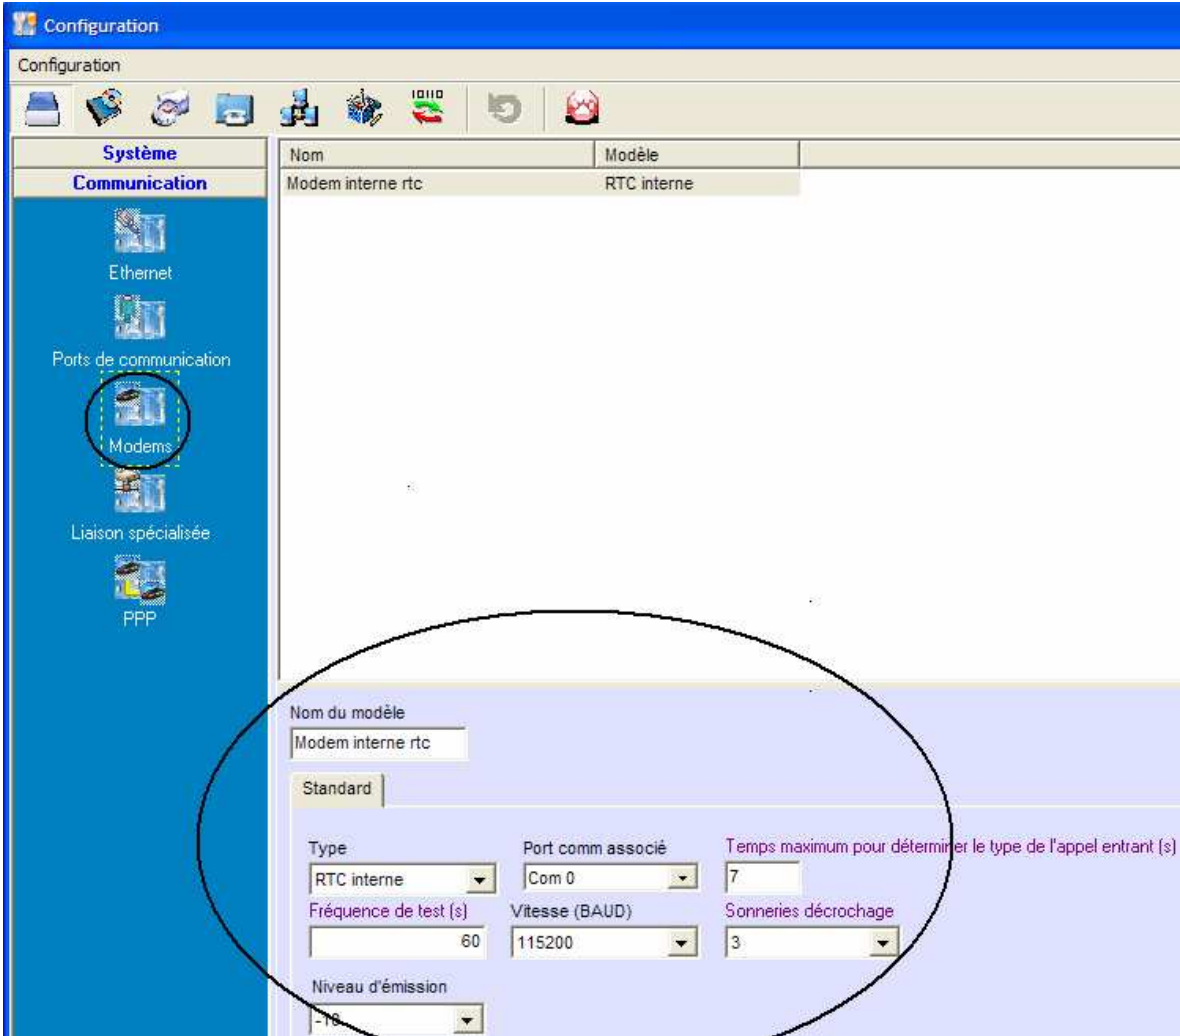 Configuration
Configuration
10110
Système
Communication
Ethernet
Ports de communication
Modems
Liaison spécialisée
PPP
Nom Modèle
Modem interne rtc RTC interne
Nom du modèle
Modem interne rtc
Standard
Type Port comm associé Temps maximum pour déterminer le type de l'appel entrant (s)
RTC interne Com 0 7
Fréquence de test (s) Vitesse (BAUD) Sonneries décrochage
60 115200 3
Niveau d'émission